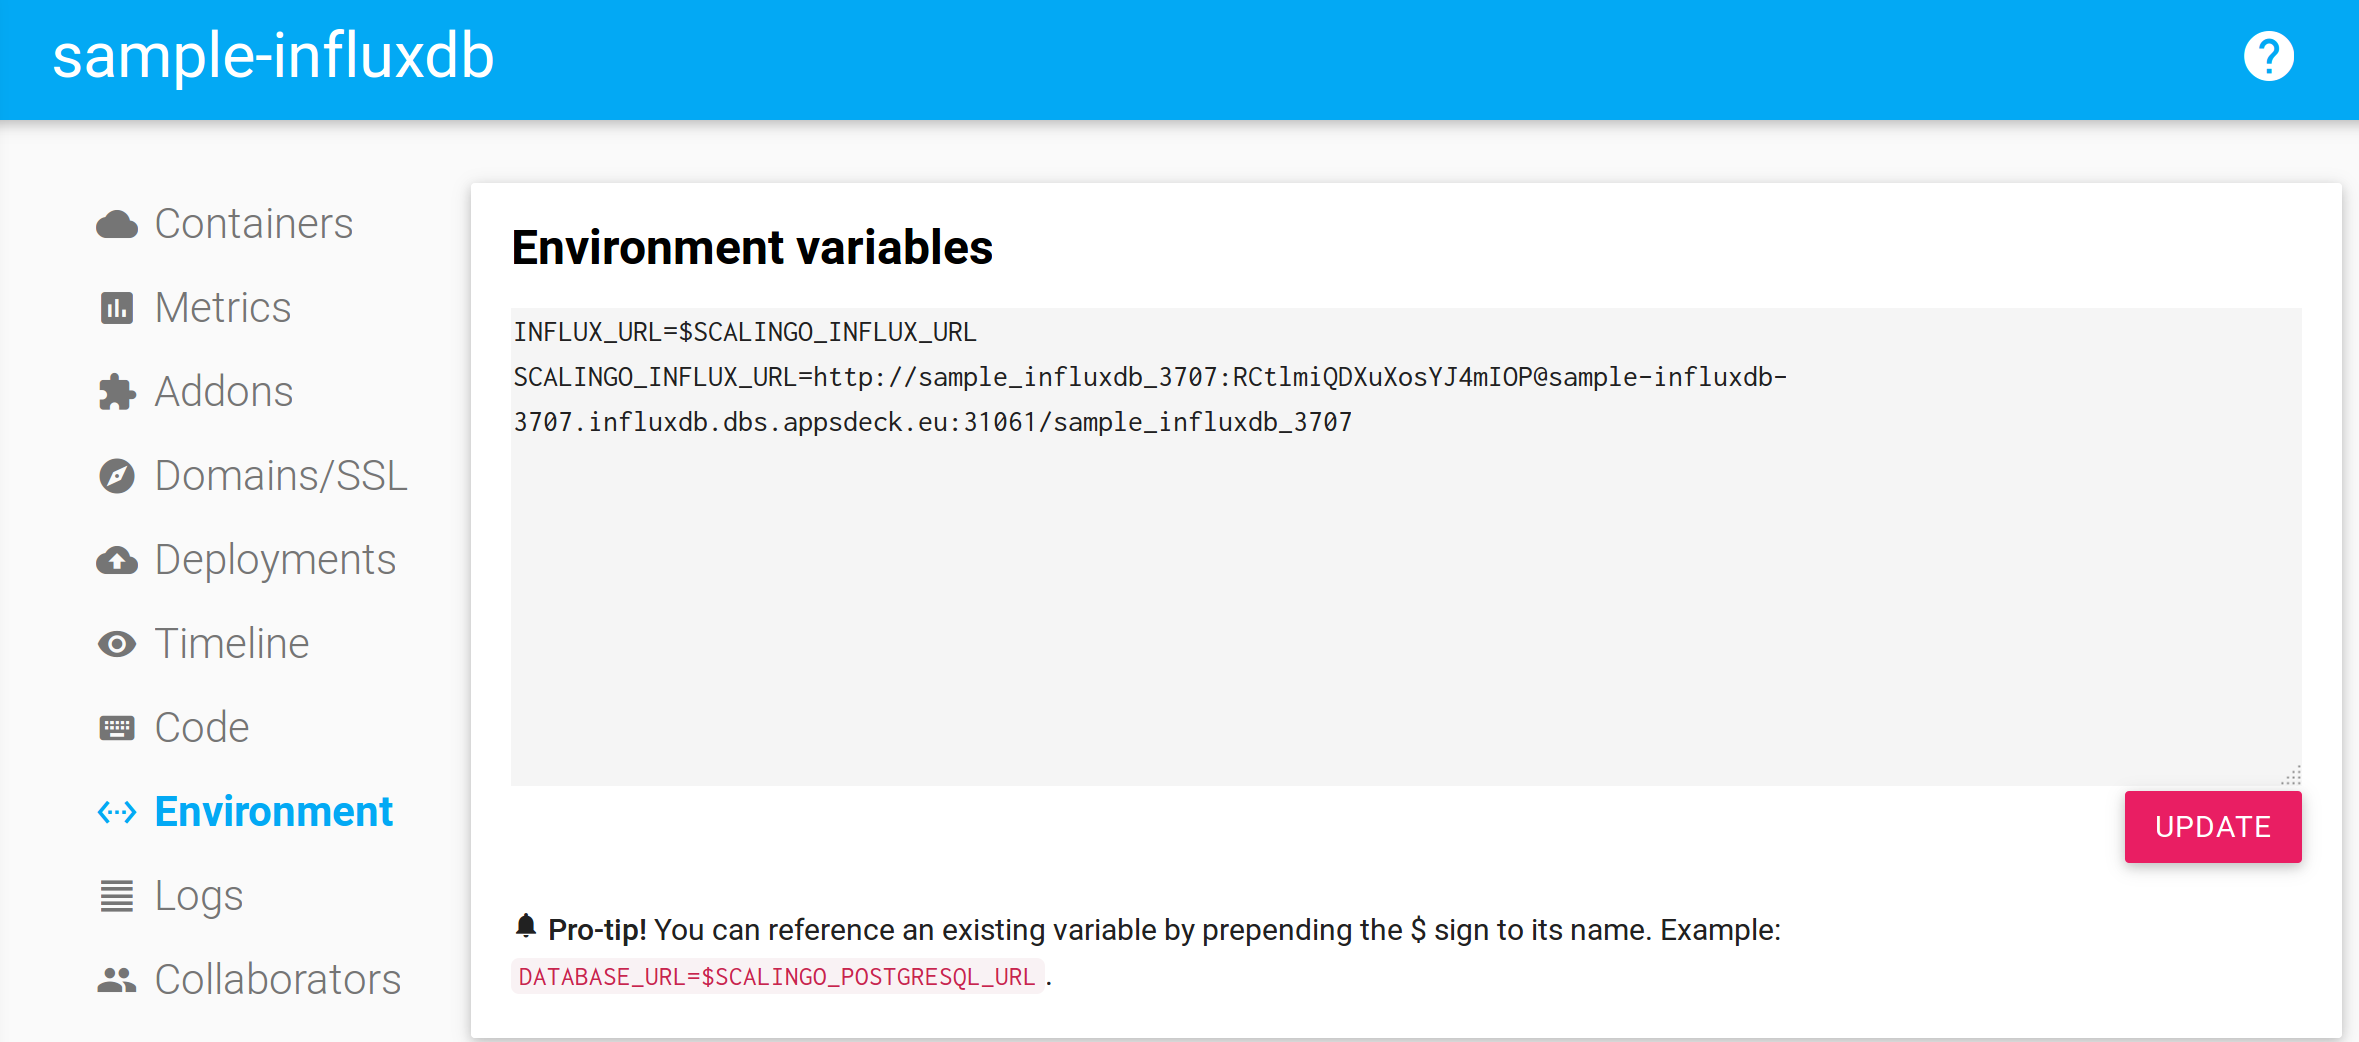 sample-influxdb
Containers
Metrics
Addons
Domains/SSL
Deployments
Timeline
Code
Environment
Logs
Collaborators
Environment variables
INFLUX_URL=$SCALINGO_INFLUX_URL
SCALINGO_INFLUX_URL=http://sample_influxdb_3707:RCtlmiQDXuXosYJ4mIOP@sample-influxdb-
3707.influxdb.dbs.appsdeck.eu:31061/sample_influxdb_3707
UPDATE
Pro-tip! You can reference an existing variable by prepending the $ sign to its name. Example:
DATABASE_URL=$SCALINGO_POSTGRESQL_URL.